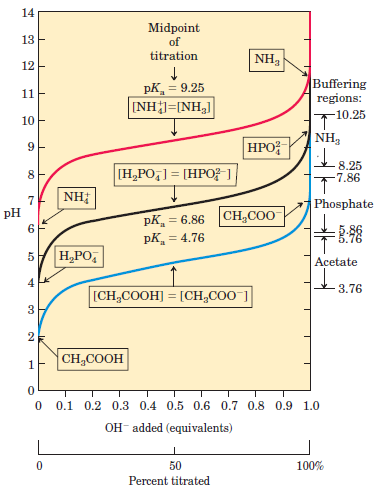 Midpoint
of
titration
pKₐ = 9.25
[NH₄⁺]=[NH₃]
NH₃
Buffering
regions:
10.25
NH₃
8.25
7.86
Phosphate
5.86
5.76
Acetate
3.76
HPO₄²⁻
[H₂PO₄⁻] = [HPO₄²⁻]
NH₄⁺
pKₐ = 6.86
CH₃COO⁻
pKₐ = 4.76
H₂PO₄⁻
[CH₃COOH] = [CH₃COO⁻]
CH₃COOH
pH
14
13
12
11
10
9
8
7
6
5
4
3
2
1
0
0 0.1 0.2 0.3 0.4 0.5 0.6 0.7 0.8 0.9 1.0
OH⁻ added (equivalents)
0 50 100%
Percent titrated